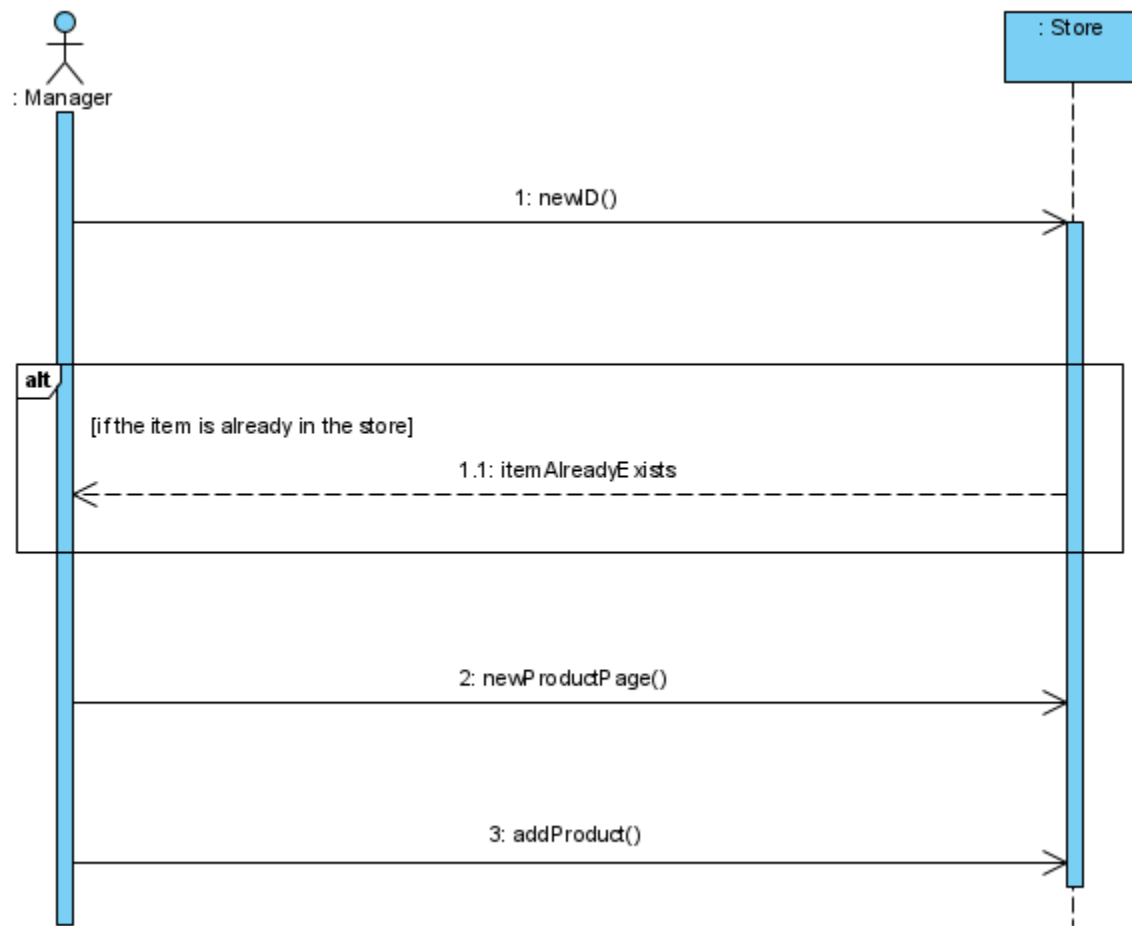 : Manager
: Store
1: newID()
alt
[if the item is already in the store]
1.1: itemAlreadyExists
2: newProductPage()
3: addProduct()